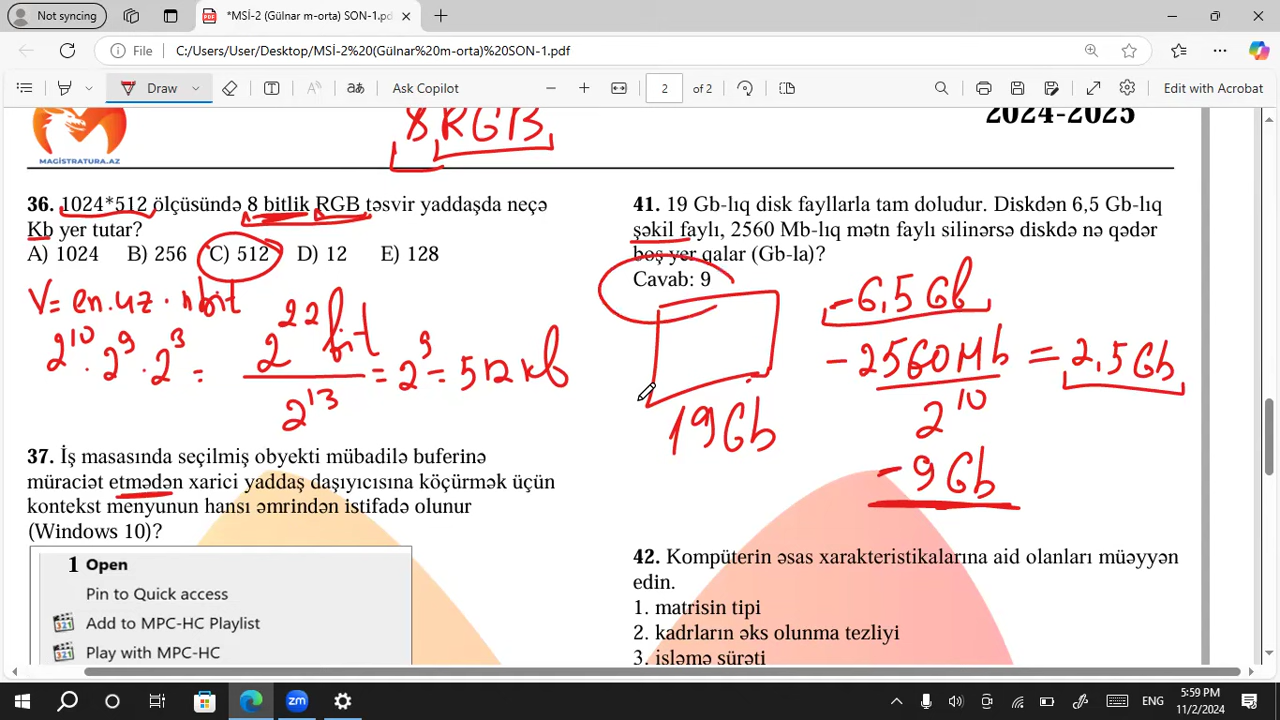 Not syncing
*MSİ-2 (Gülnar m-orta) SON-1.pdf
File
C:/Users/User/Desktop/MSİ-2%20(Gülnar%20m-orta)%20SON-1.pdf
Draw
Ask Copilot
2
of 2
Edit with Acrobat
MAGİSTRATURA.AZ
8 RGB
2024-2025
36. 1024*512 ölçüsündə 8 bitlik RGB təsvir yaddaşda neçə
Kb yer tutar?
A) 1024 B) 256 C) 512 D) 12 E) 128
V= en.uz.nbit
2^10 . 2^9 . 2^3 = 2^22 bit / 2^13 = 2^9 = 512 kb
37. İş masasında seçilmiş obyekti mübadilə buferinə
müraciət etmədən xarici yaddaş daşıyıcısına köçürmək üçün
kontekst menyunun hansı əmrindən istifadə olunur
(Windows 10)?
1 Open
Pin to Quick access
Add to MPC-HC Playlist
Play with MPC-HC
41. 19 Gb-lıq disk fayllarla tam doludur. Diskdən 6,5 Gb-lıq
şəkil faylı, 2560 Mb-lıq mətn faylı silinərsə diskdə nə qədər
boş yer qalar (Gb-la)?
Cavab: 9
19 Gb
-6,5 Gb
-2560 Mb / 2^10 = 2,5 Gb
-9 Gb
42. Kompüterin əsas xarakteristikalarına aid olanları müəyyən
edin.
1. matrisin tipi
2. kadrların əks olunma tezliyi
3. işləmə sürəti
ENG
5:59 PM
11/2/2024